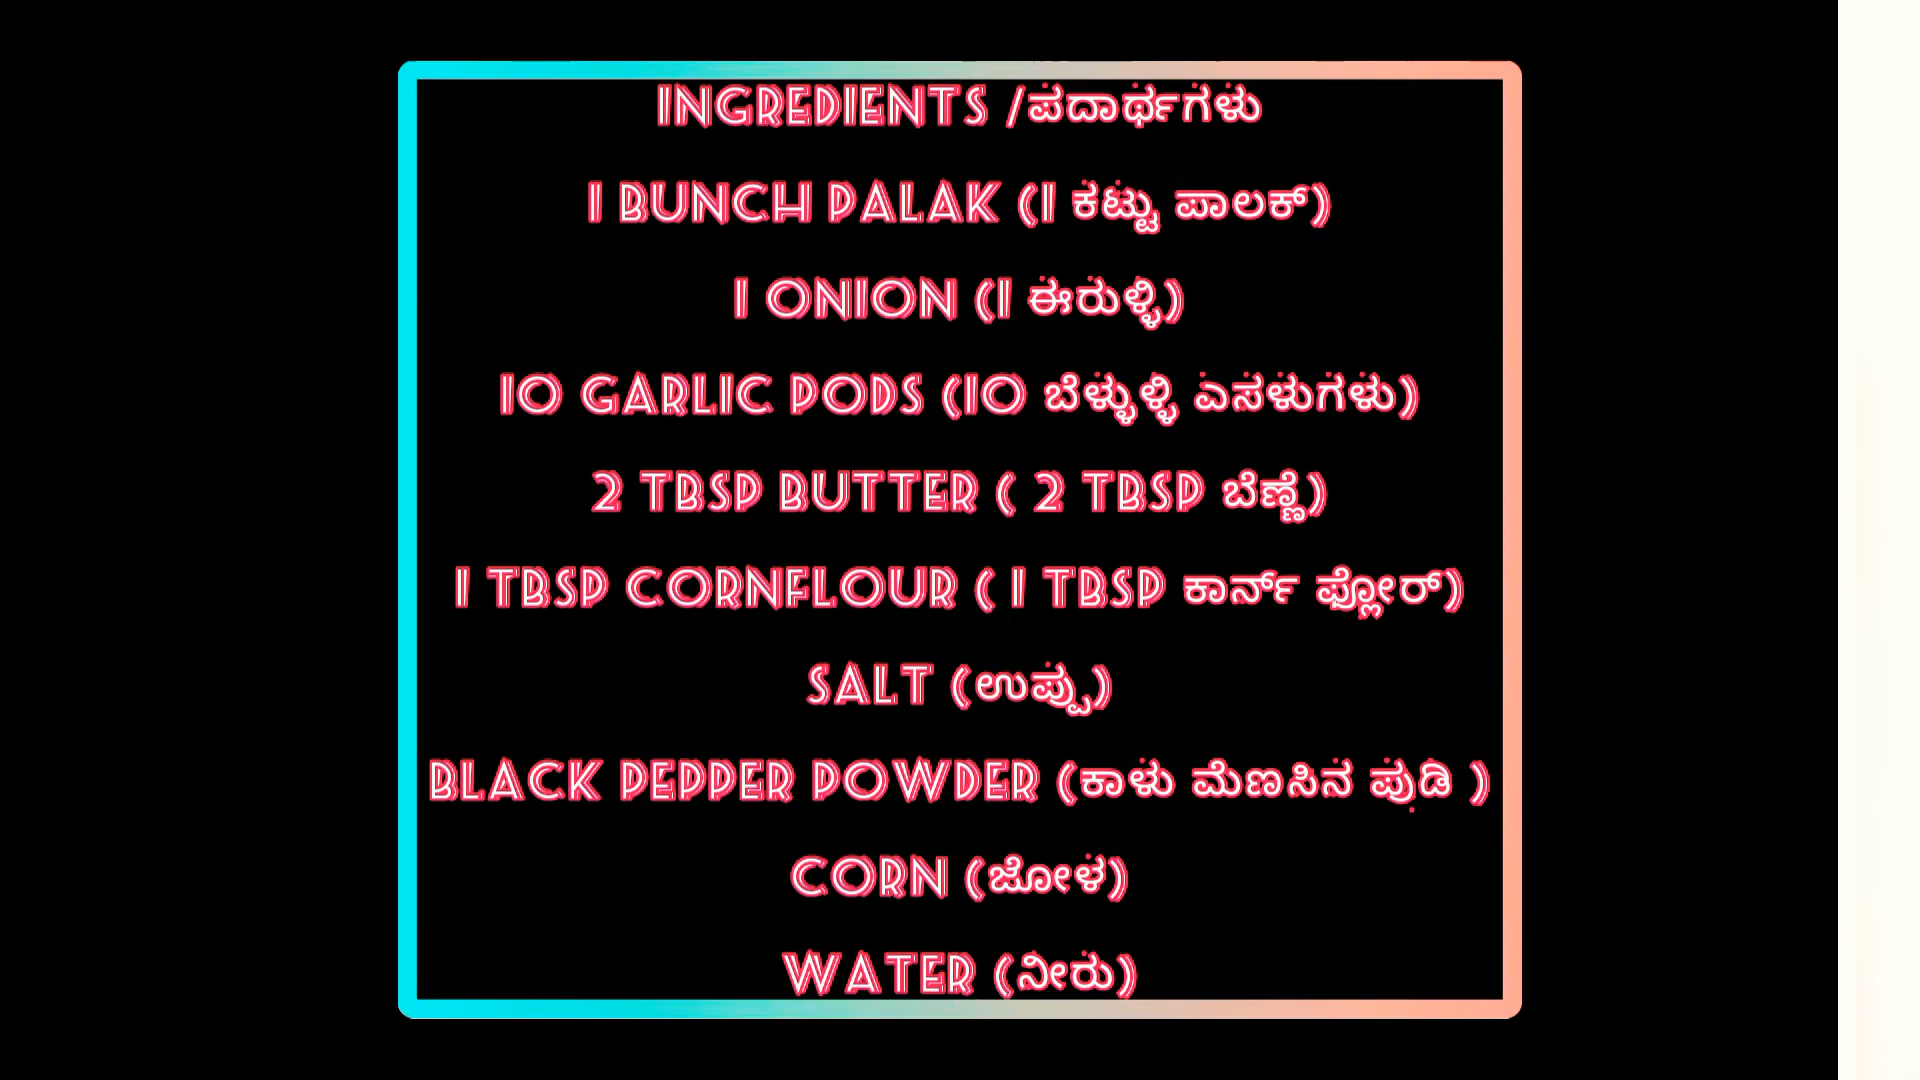 INGREDIENTS /ಪದಾರ್ಥಗಳು
1 BUNCH PALAK (1 ಕಟ್ಟು ಪಾಲಕ್)
1 ONION (1 ಈರುಳ್ಳಿ)
10 GARLIC PODS (10 ಬೆಳ್ಳುಳ್ಳಿ ಎಸಳುಗಳು)
2 TBSP BUTTER ( 2 TBSP ಬೆಣ್ಣೆ)
1 TBSP CORNFLOUR ( 1 TBSP ಕಾರ್ನ್ ಫ್ಲೋರ್)
SALT (ಉಪ್ಪು)
BLACK PEPPER POWDER (ಕಾಳು ಮೆಣಸಿನ ಪುಡಿ )
CORN (ಜೋಳ)
WATER (ನೀರು)